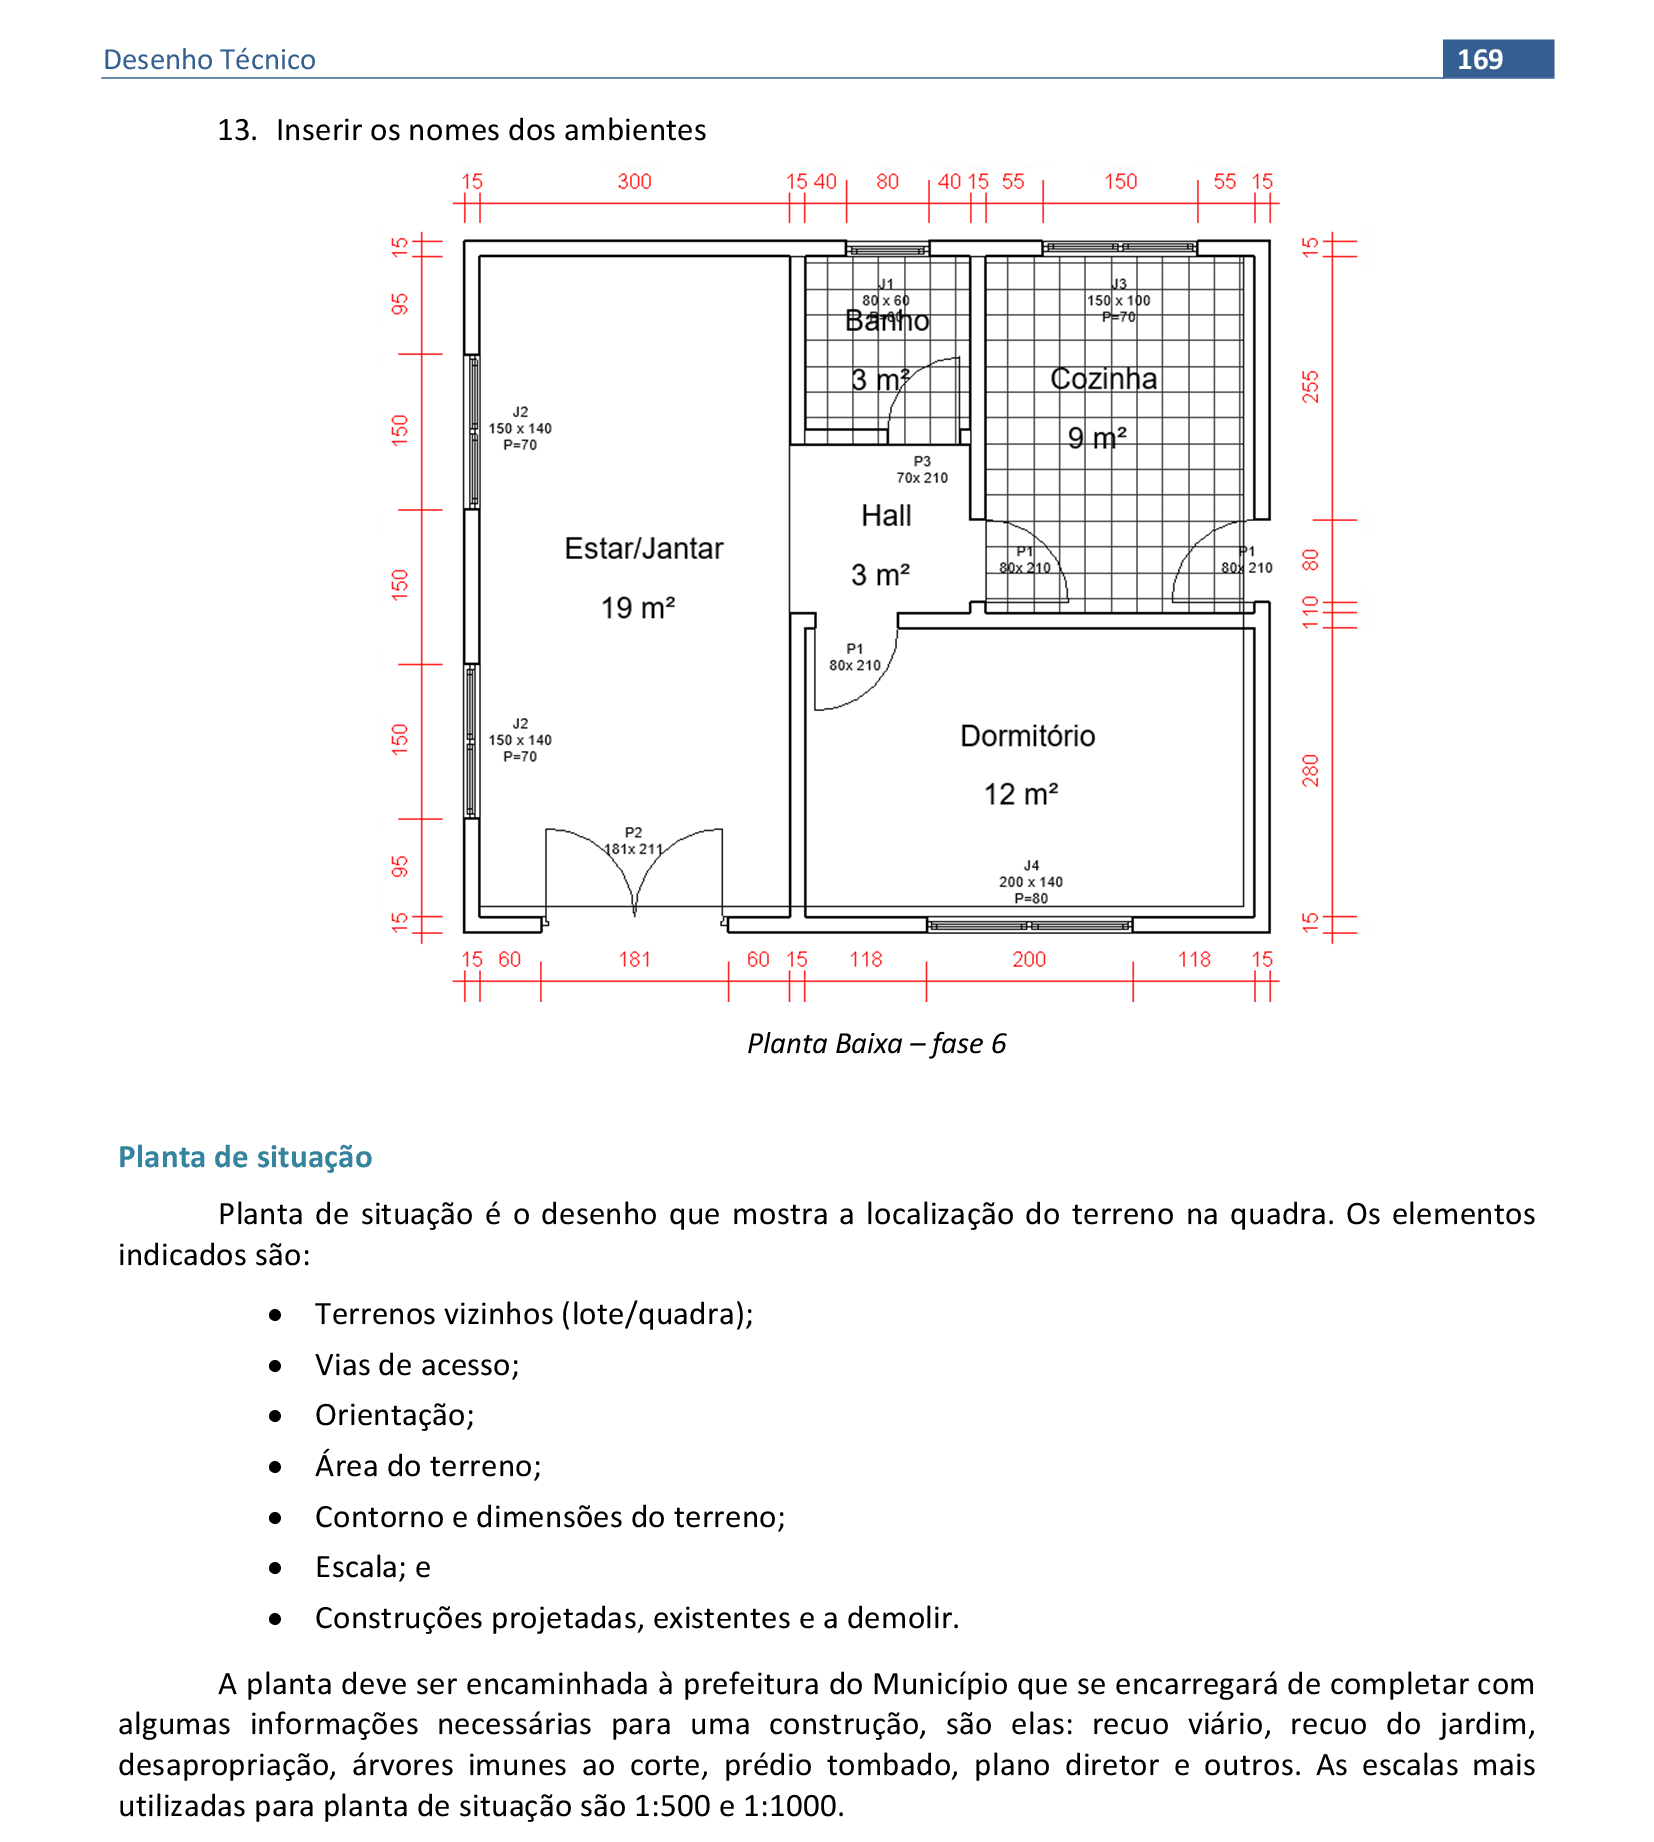 Desenho Técnico 169
13. Inserir os nomes dos ambientes
15 300 15 40 80 40 15 55 150 55 15
15 95 150 150 150 95 15
15 255 80 10 15 280 15
J1
80 x 60
Banho
3 m²
J3
150 x 100
P=70
Cozinha
9 m²
J2
150 x 140
P=70
P3
70x 210
Hall
3 m²
P1
80x 210
P1
80x 210
Estar/Jantar
19 m²
P1
80x 210
J2
150 x 140
P=70
Dormitório
12 m²
P2
181x 211
J4
200 x 140
P=80
15 60 181 60 15 118 200 118 15
Planta Baixa – fase 6
Planta de situação
Planta de situação é o desenho que mostra a localização do terreno na quadra. Os elementos
indicados são:
• Terrenos vizinhos (lote/quadra);
• Vias de acesso;
• Orientação;
• Área do terreno;
• Contorno e dimensões do terreno;
• Escala; e
• Construções projetadas, existentes e a demolir.
A planta deve ser encaminhada à prefeitura do Município que se encarregará de completar com
algumas informações necessárias para uma construção, são elas: recuo viário, recuo do jardim,
desapropriação, árvores imunes ao corte, prédio tombado, plano diretor e outros. As escalas mais
utilizadas para planta de situação são 1:500 e 1:1000.